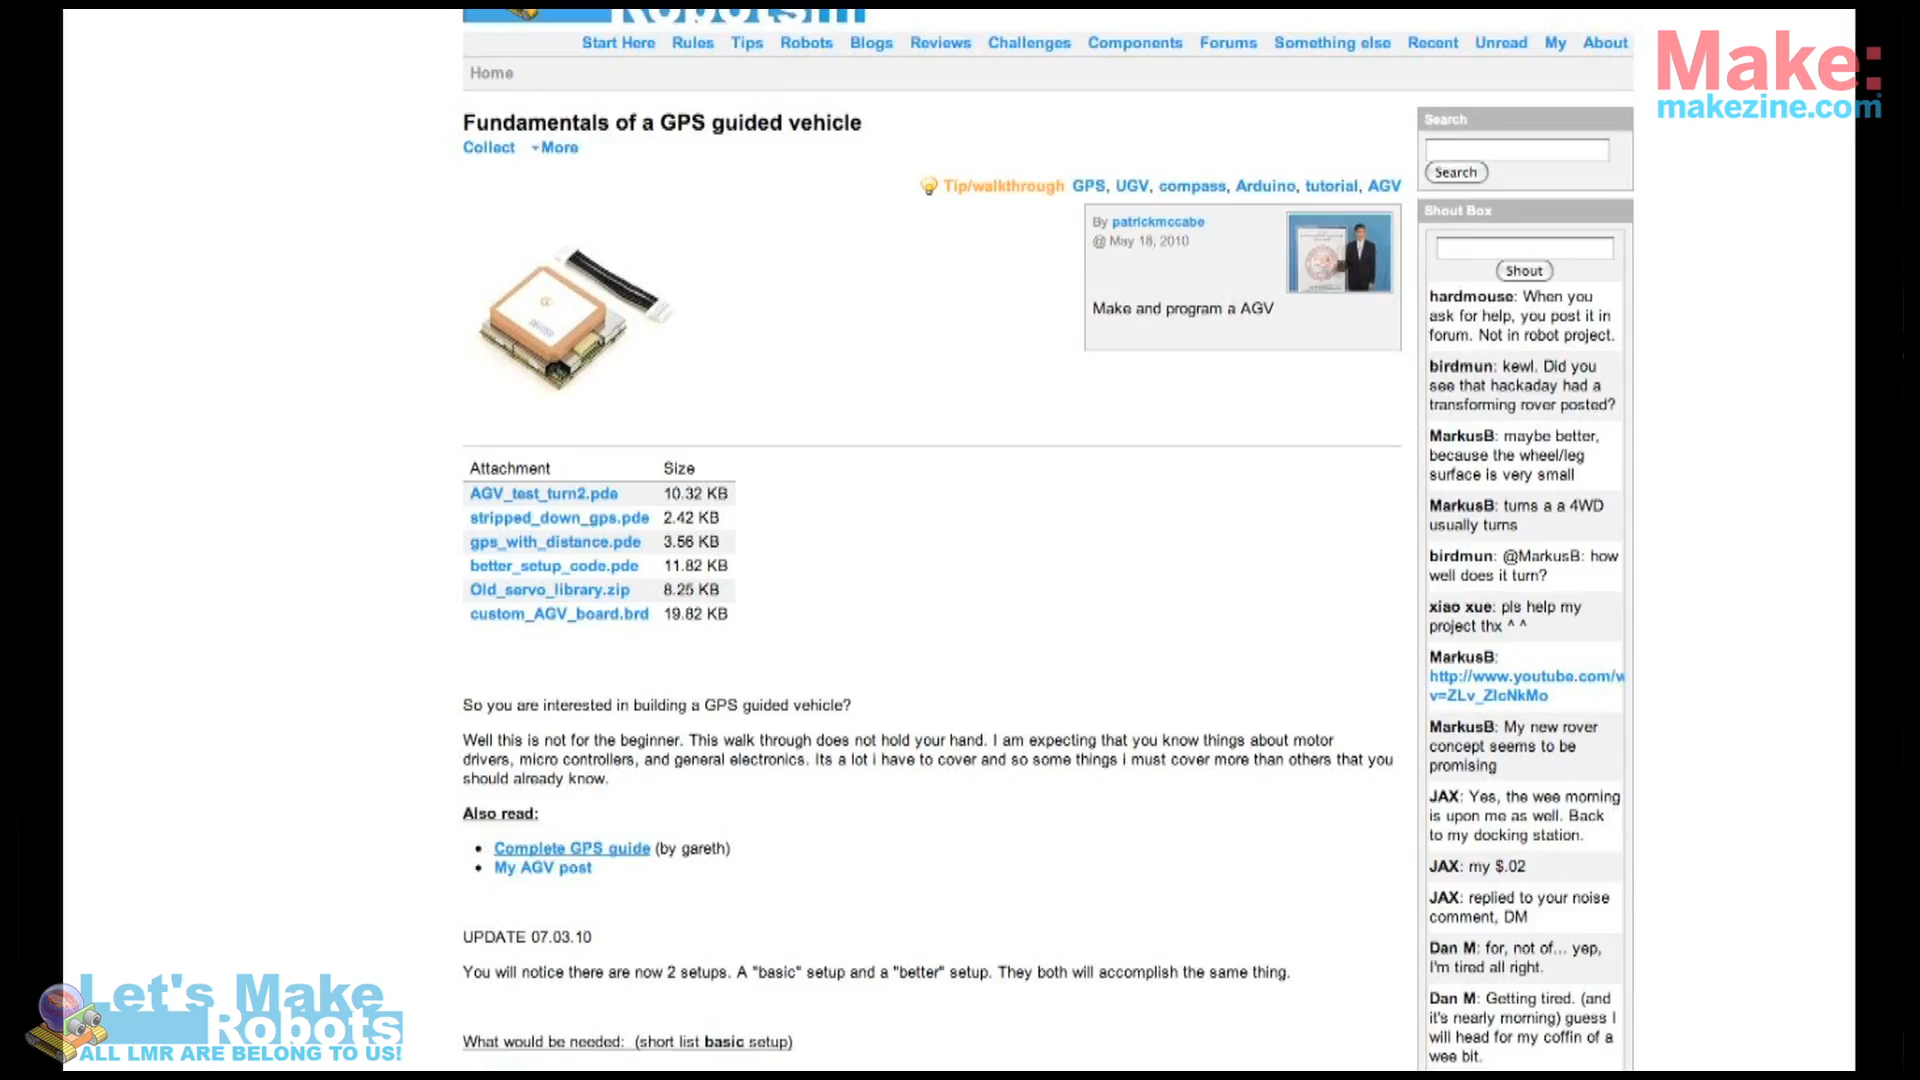 Start Here Rules Tips Robots Blogs Reviews Challenges Components Forums Something else Recent Unread My About
Home
Make:
makezine.com
Fundamentals of a GPS guided vehicle
Collect More
Tip/walkthrough GPS, UGV, compass, Arduino, tutorial, AGV
By patrickmccabe
@ May 18, 2010
Make and program a AGV
Attachment Size
AGV_test_turn2.pde 10.32 KB
stripped_down_gps.pde 2.42 KB
gps_with_distance.pde 3.56 KB
better_setup_code.pde 11.82 KB
Old_servo_library.zip 8.25 KB
custom_AGV_board.brd 19.82 KB
So you are interested in building a GPS guided vehicle?
Well this is not for the beginner. This walk through does not hold your hand. I am expecting that you know things about motor
drivers, micro controllers, and general electronics. Its a lot i have to cover and so some things i must cover more than others that you
should already know.
Also read:
• Complete GPS guide (by gareth)
• My AGV post
UPDATE 07.03.10
You will notice there are now 2 setups. A "basic" setup and a "better" setup. They both will accomplish the same thing.
What would be needed: (short list basic setup)
Search
Search
Shout Box
Shout
hardmouse: When you
ask for help, you post it in
forum. Not in robot project.
birdmun: kewl. Did you
see that hackaday had a
transforming rover posted?
MarkusB: maybe better,
because the wheel/leg
surface is very small
MarkusB: turns a a 4WD
usually turns
birdmun: @MarkusB: how
well does it turn?
xiao xue: pls help my
project thx ^ ^
MarkusB:
http://www.youtube.com/w
v=ZLv_ZIcNkMo
MarkusB: My new rover
concept seems to be
promising
JAX: Yes, the wee morning
is upon me as well. Back
to my docking station.
JAX: my $.02
JAX: replied to your noise
comment, DM
Dan M: for, not of... yep,
I'm tired all right.
Dan M: Getting tired. (and
it's nearly morning) guess I
will head for my coffin of a
wee bit.
Let's Make
Robots
ALL LMR ARE BELONG TO US!